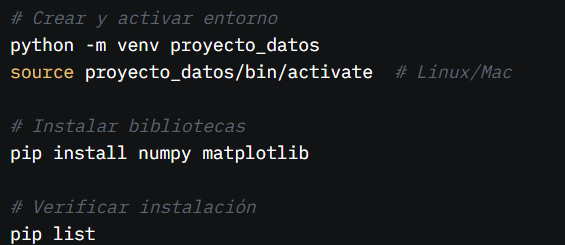 # Crear y activar entorno
python -m venv proyecto_datos
source proyecto_datos/bin/activate  # Linux/Mac
# Instalar bibliotecas
pip install numpy matplotlib
# Verificar instalación
pip list